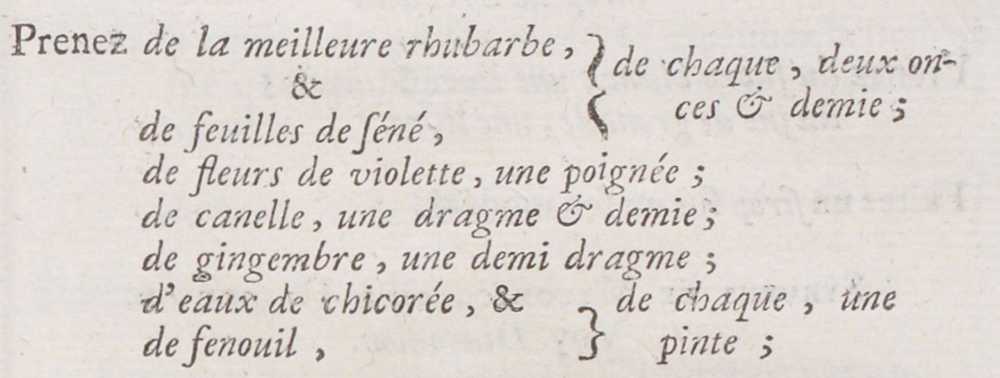 Prenez de la meilleure rhubarbe, } de chaque, deux on-
& { ces & demie;
de feuilles de ſéné,
de fleurs de violette, une poignée;
de canelle, une dragme & demie;
de gingembre, une demi dragme;
d'eaux de chicorée, & de chaque, une
de fenouil, } pinte;